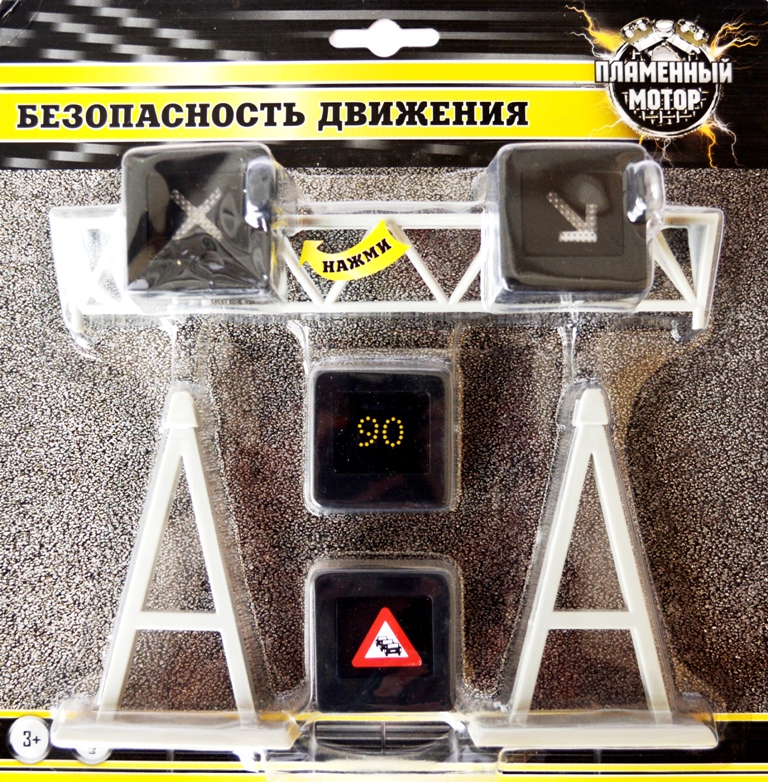 ПЛАМЕННЫЙ
МОТОР
БЕЗОПАСНОСТЬ ДВИЖЕНИЯ
НАЖМИ
90
3+